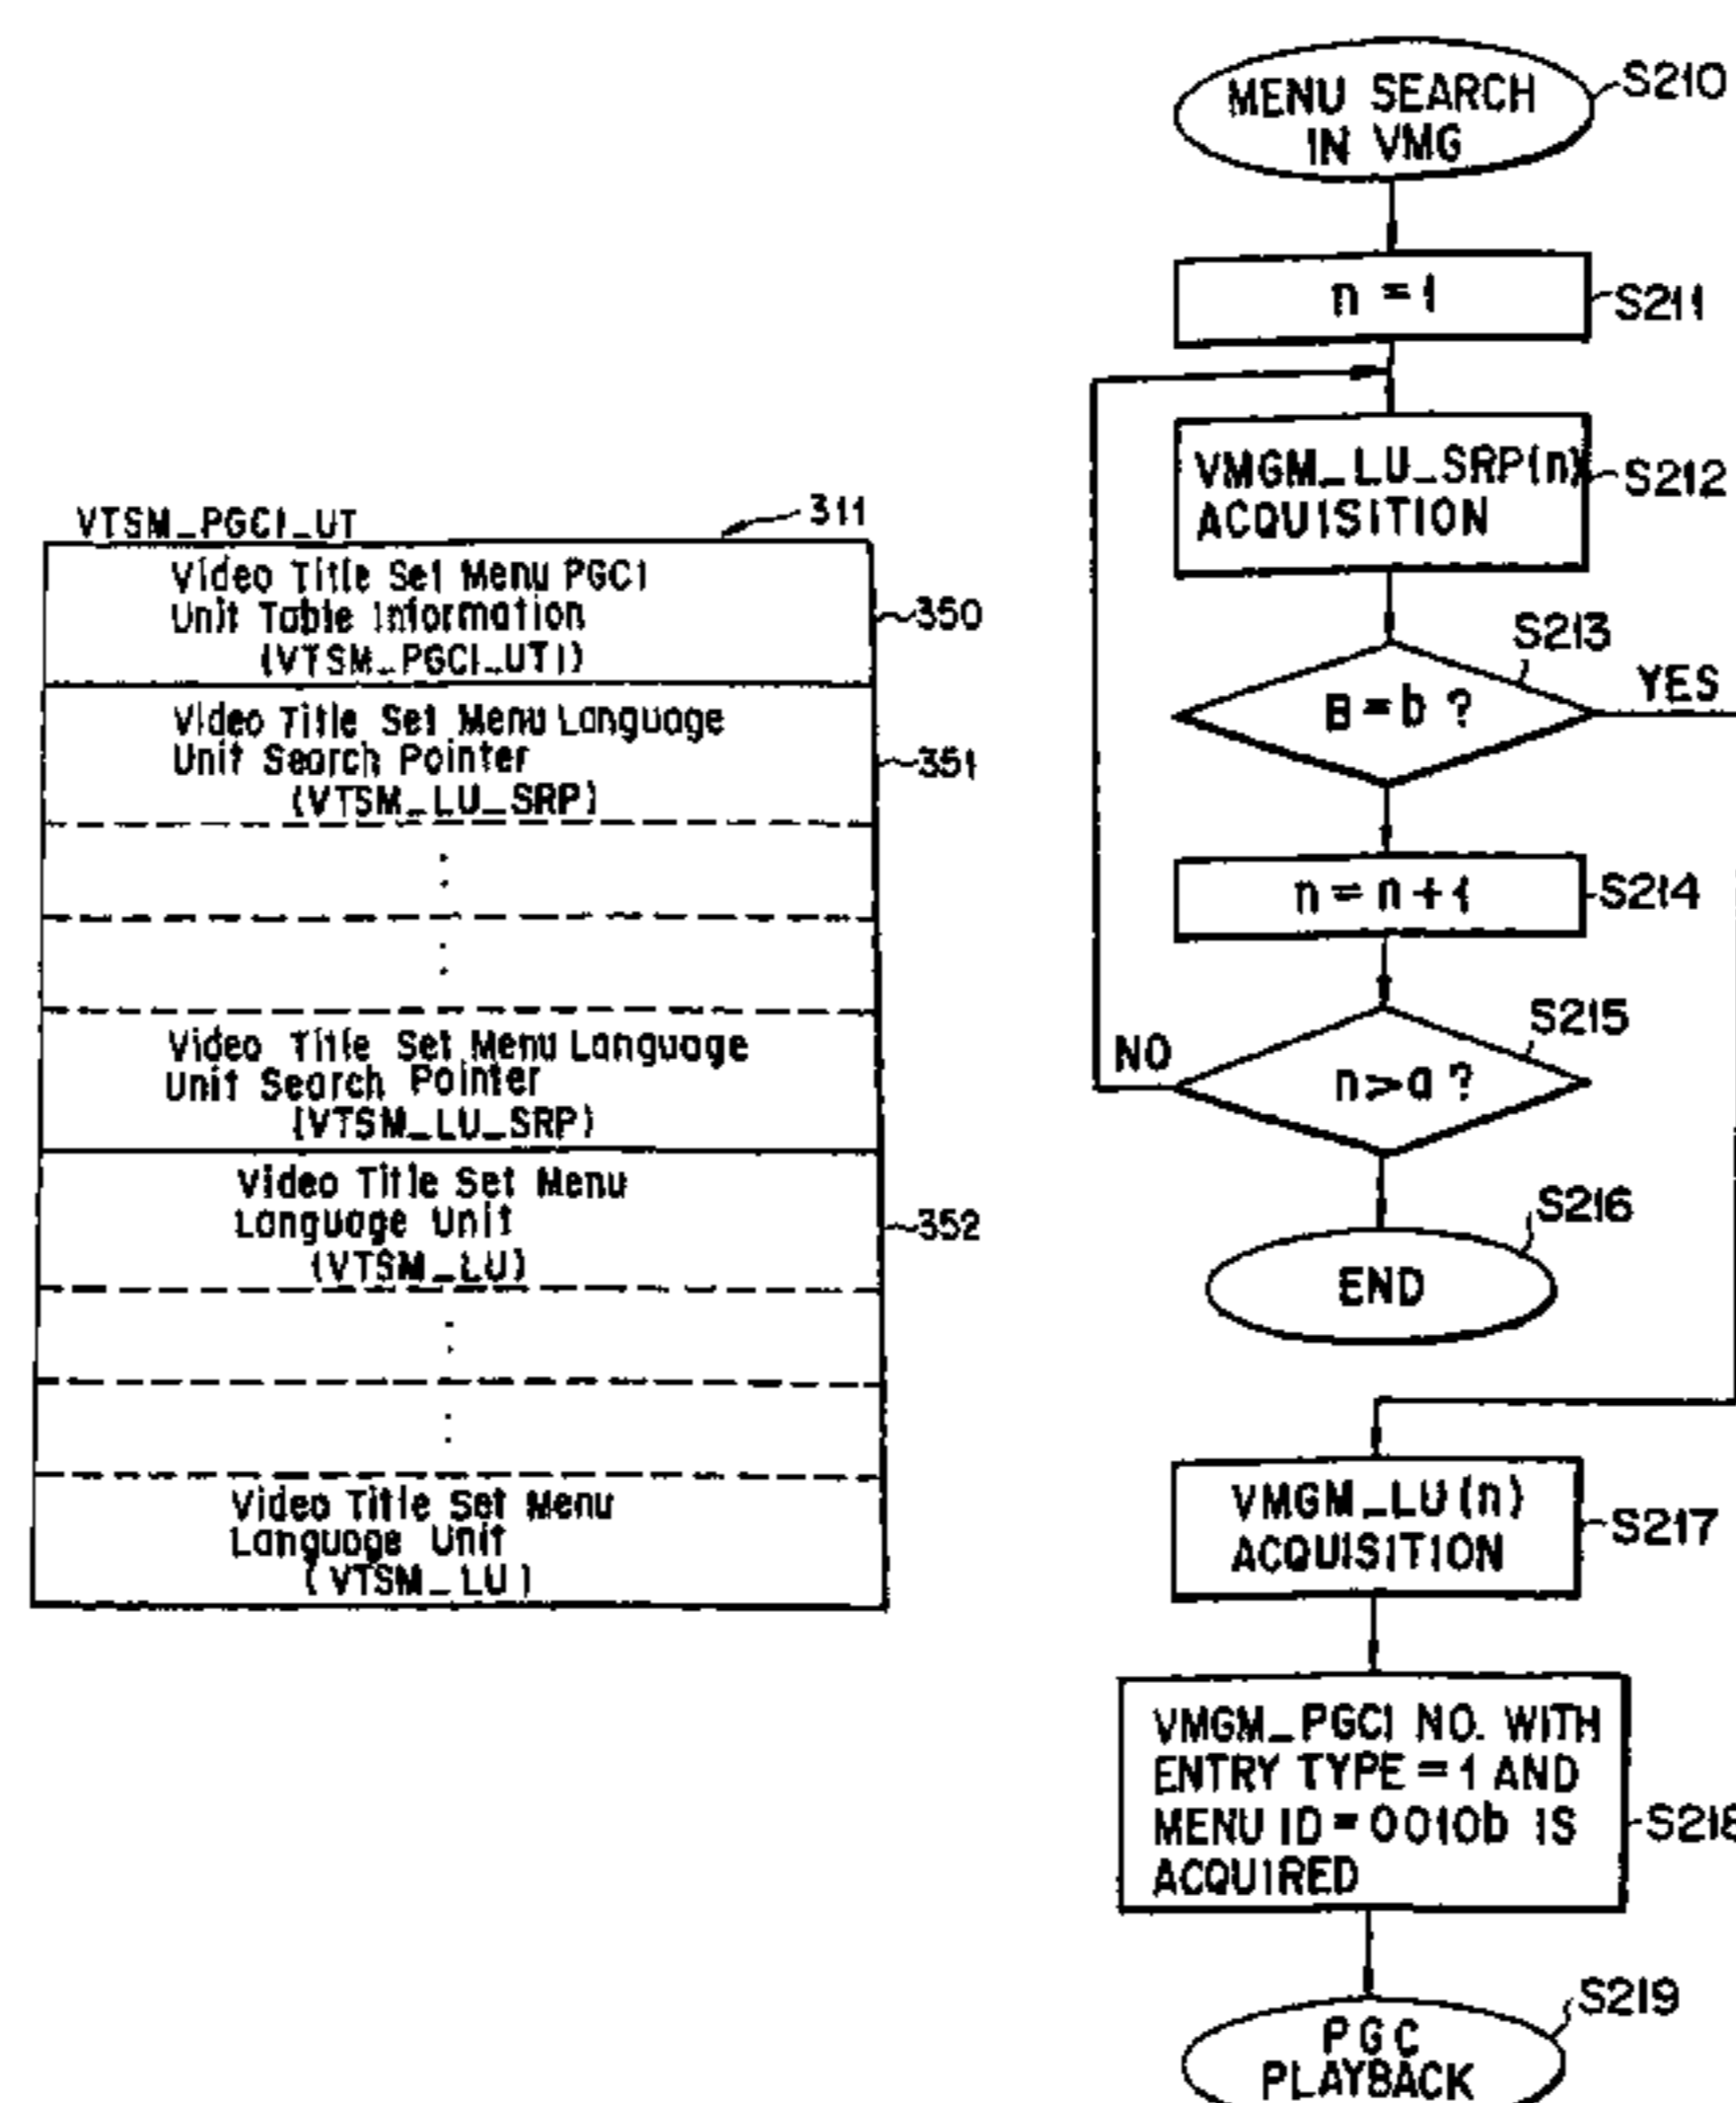 VTSM_PGCI_UT
311
Video Title Set Menu PGCI
Unit Table Information
(VTSM_PGCI_UTI)
350
Video Title Set Menu Language
Unit Search Pointer
(VTSM_LU_SRP)
351
Video Title Set Menu Language
Unit Search Pointer
(VTSM_LU_SRP)
Video Title Set Menu
Language Unit
(VTSM_LU)
352
Video Title Set Menu
Language Unit
(VTSM_LU)
MENU SEARCH
IN VMG
S210
n = 1
S211
VMGM_LU_SRP(n)
ACQUISITION
S212
S213
B = b ?
YES
n = n + 1
S214
S215
NO
n > a ?
S216
END
VMGM_LU (n)
ACQUISITION
S217
VMGM_PGCI NO. WITH
ENTRY TYPE = 1 AND
MENU ID = 0010b IS
ACQUIRED
S218
S219
PGC
PLAYBACK